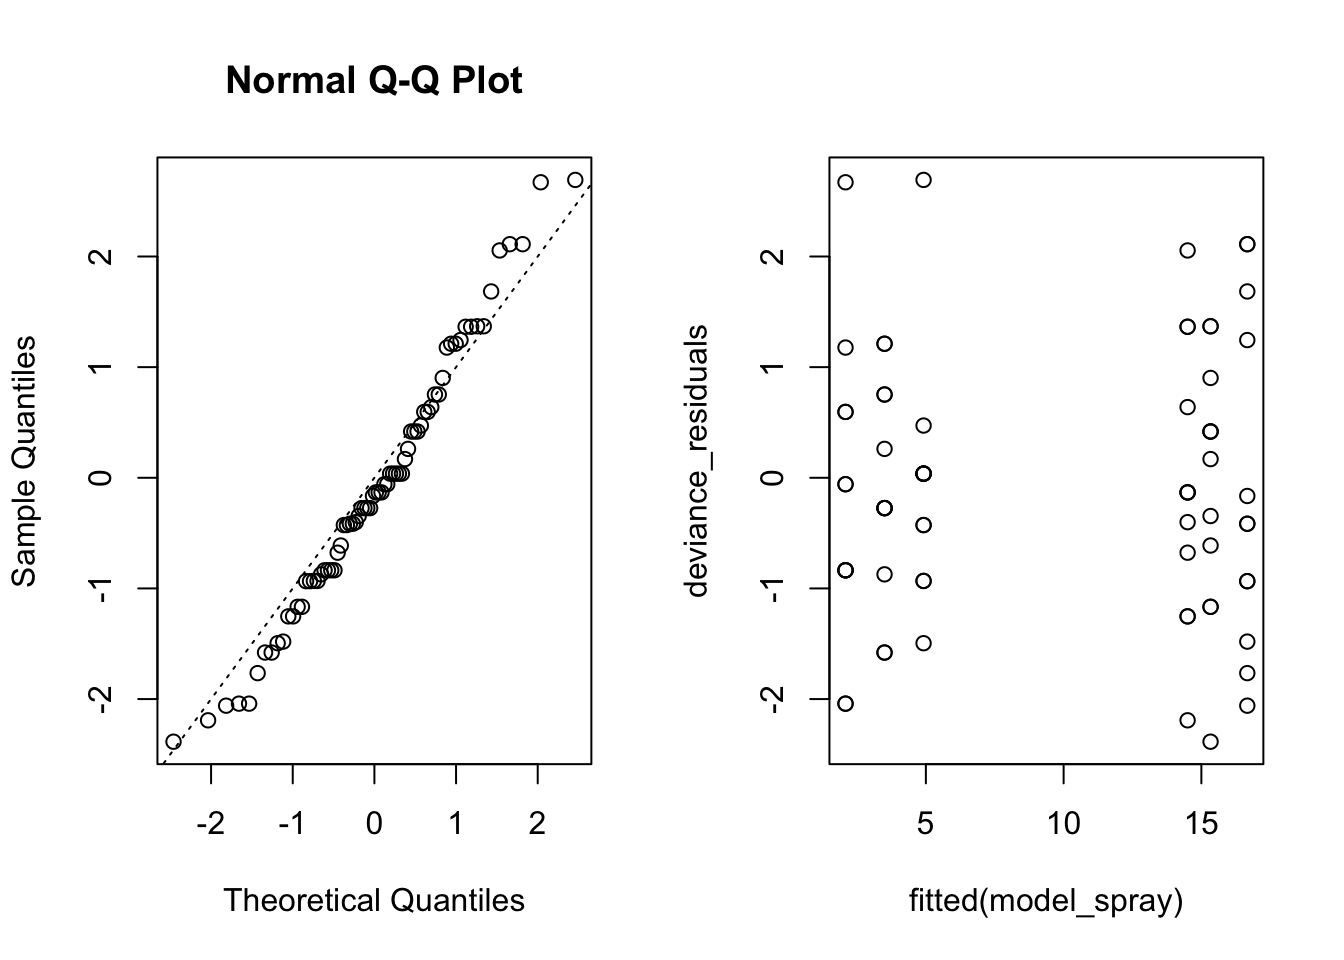 Normal Q-Q Plot
Sample Quantiles
2
1
0
-1
-2
-2 -1 0 1 2
Theoretical Quantiles
deviance_residuals
2
1
0
-1
-2
5 10 15
fitted(model_spray)